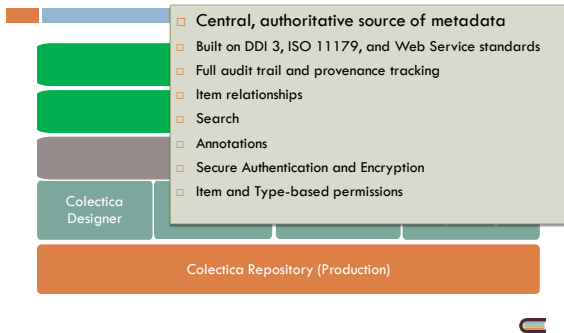 Central, authoritative source of metadata
Built on DDI 3, ISO 11179, and Web Service standards
Full audit trail and provenance tracking
Item relationships
Search
Annotations
Secure Authentication and Encryption
Item and Type-based permissions
Colectica
Designer
Colectica Repository (Production)